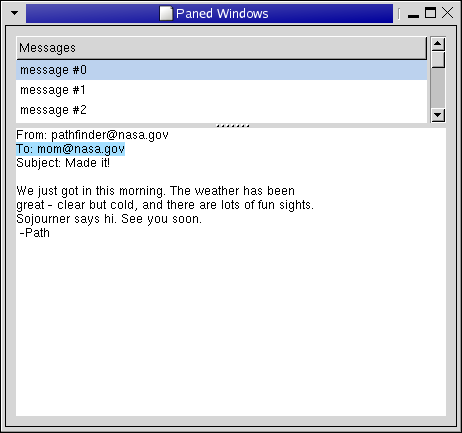 Paned Windows
Messages
message #0
message #1
message #2
From: pathfinder@nasa.gov
To: mom@nasa.gov
Subject: Made it!
We just got in this morning. The weather has been
great - clear but cold, and there are lots of fun sights.
Sojourner says hi. See you soon.
-Path